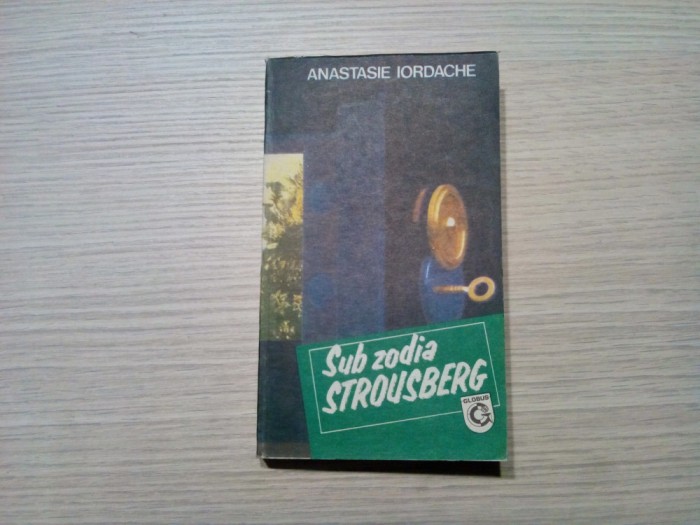 ANASTASIE IORDACHE
Sub zodia
STROUSBERG
GLOBUS